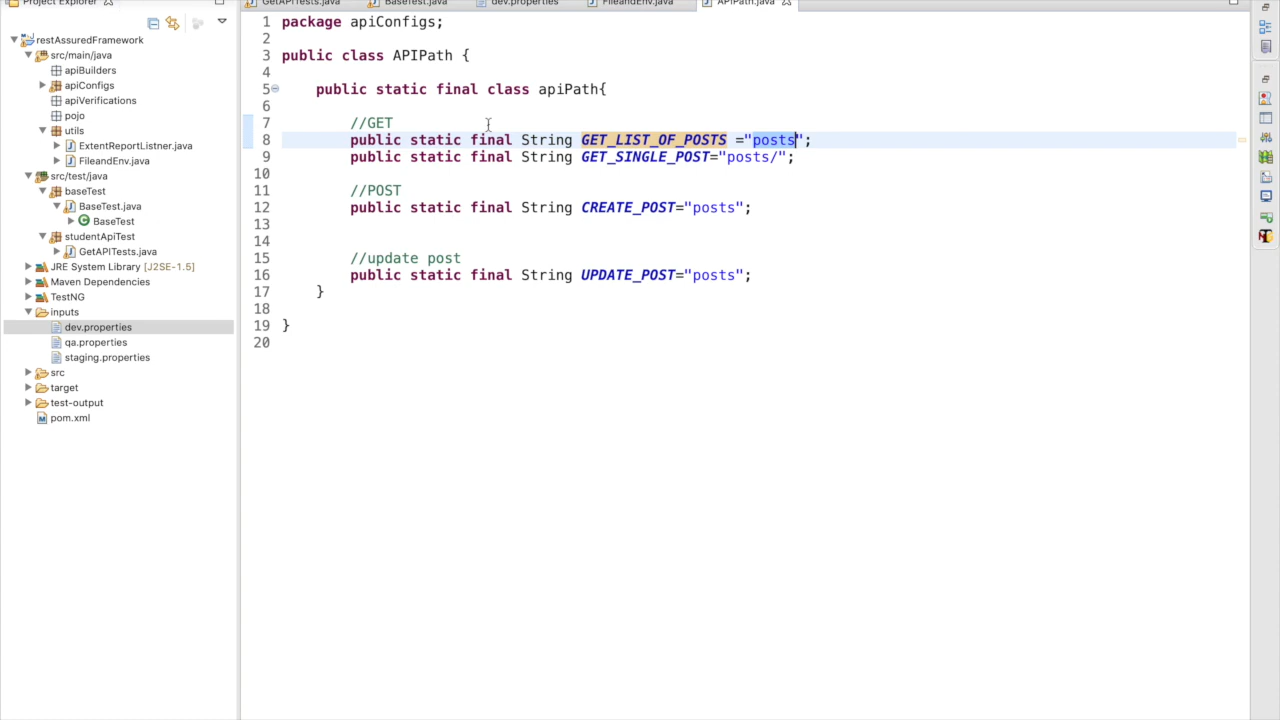 Project Explorer
GetAPITests.java
BaseTest.java
dev.properties
FileandEnv.java
APIPath.java
restAssuredFramework
src/main/java
apiBuilders
apiConfigs
apiVerifications
pojo
utils
ExtentReportListner.java
FileandEnv.java
src/test/java
baseTest
BaseTest.java
BaseTest
studentApiTest
GetAPITests.java
JRE System Library [J2SE-1.5]
Maven Dependencies
TestNG
inputs
dev.properties
qa.properties
staging.properties
src
target
test-output
pom.xml
1 package apiConfigs;
2
3 public class APIPath {
4
5 public static final class apiPath{
6
7 //GET
8 public static final String GET_LIST_OF_POSTS ="posts";
9 public static final String GET_SINGLE_POST="posts/";
10
11 //POST
12 public static final String CREATE_POST="posts";
13
14
15 //update post
16 public static final String UPDATE_POST="posts";
17 }
18
19 }
20